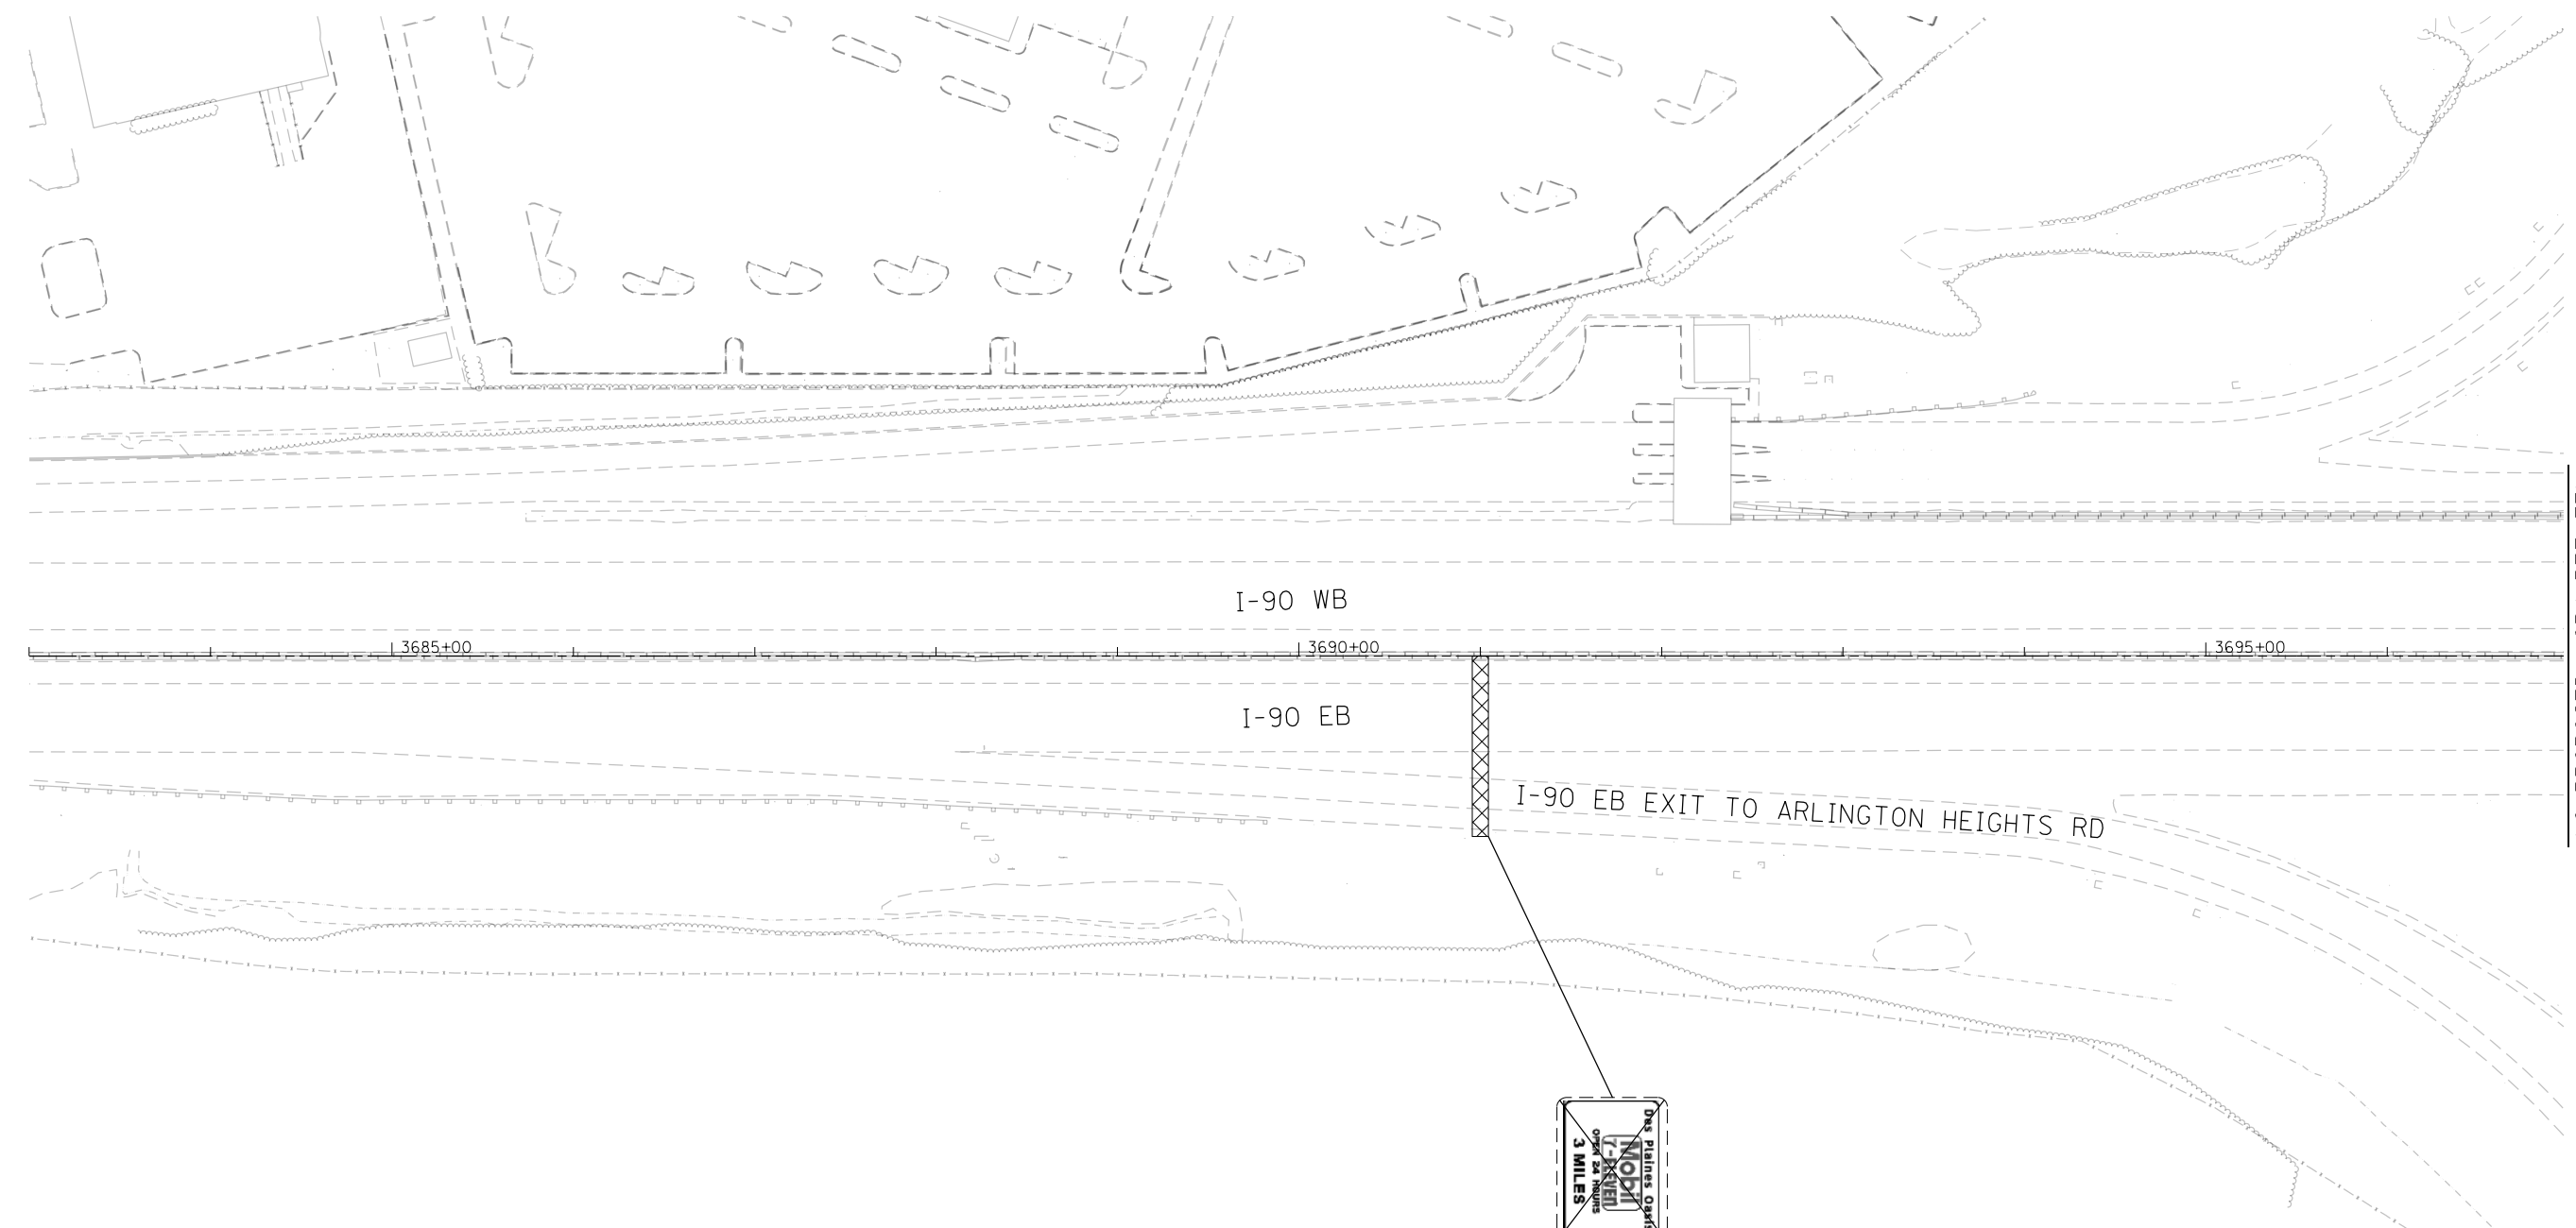 I-90 WB
3685+00
3690+00
3695+00
I-90 EB
I-90 EB EXIT TO ARLINGTON HEIGHTS RD
Des Plaines Oasis
Mobil
7-ELEVEN
OPEN 24 HOURS
3 MILES